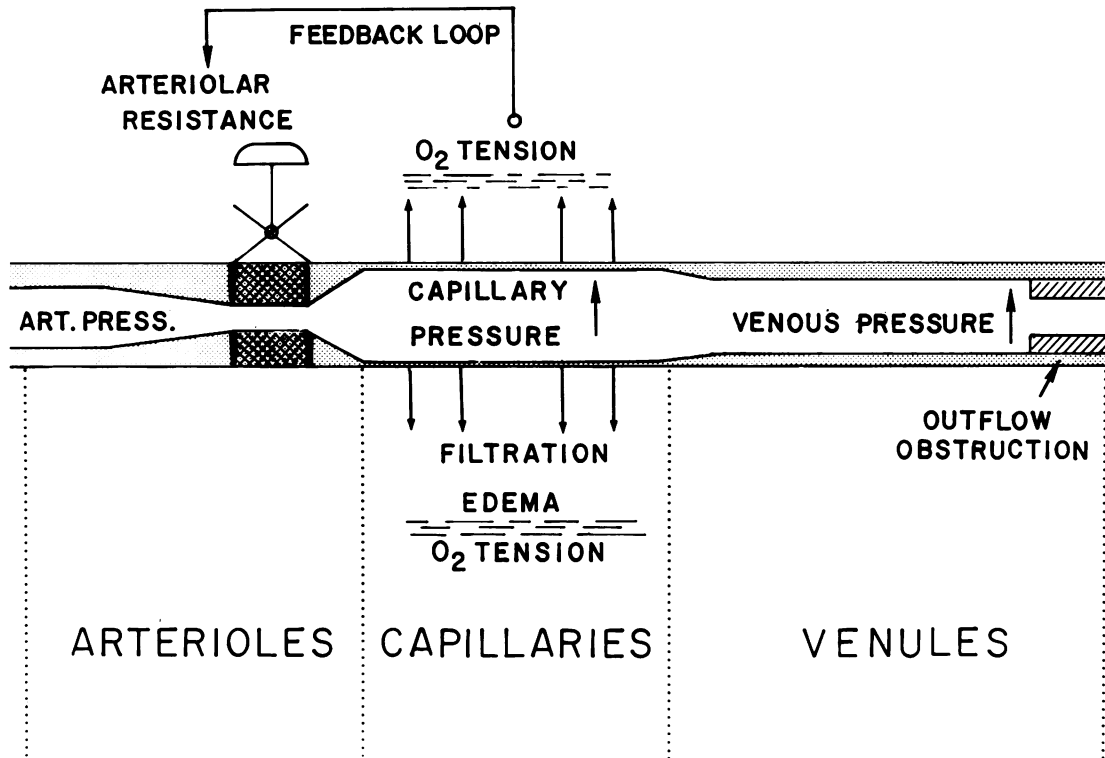 FEEDBACK LOOP
ARTERIOLAR
RESISTANCE
O2 TENSION
ART. PRESS.
CAPILLARY
PRESSURE
VENOUS PRESSURE
OUTFLOW
OBSTRUCTION
FILTRATION
EDEMA
O2 TENSION
ARTERIOLES
CAPILLARIES
VENULES